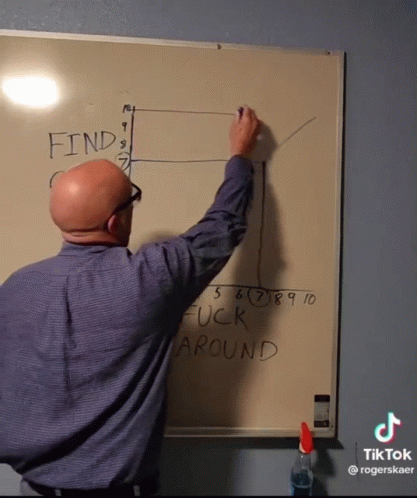 10
9
FIND 8
7
5 6 7 8 9 10
FUCK
AROUND
TikTok
@rogerskaer